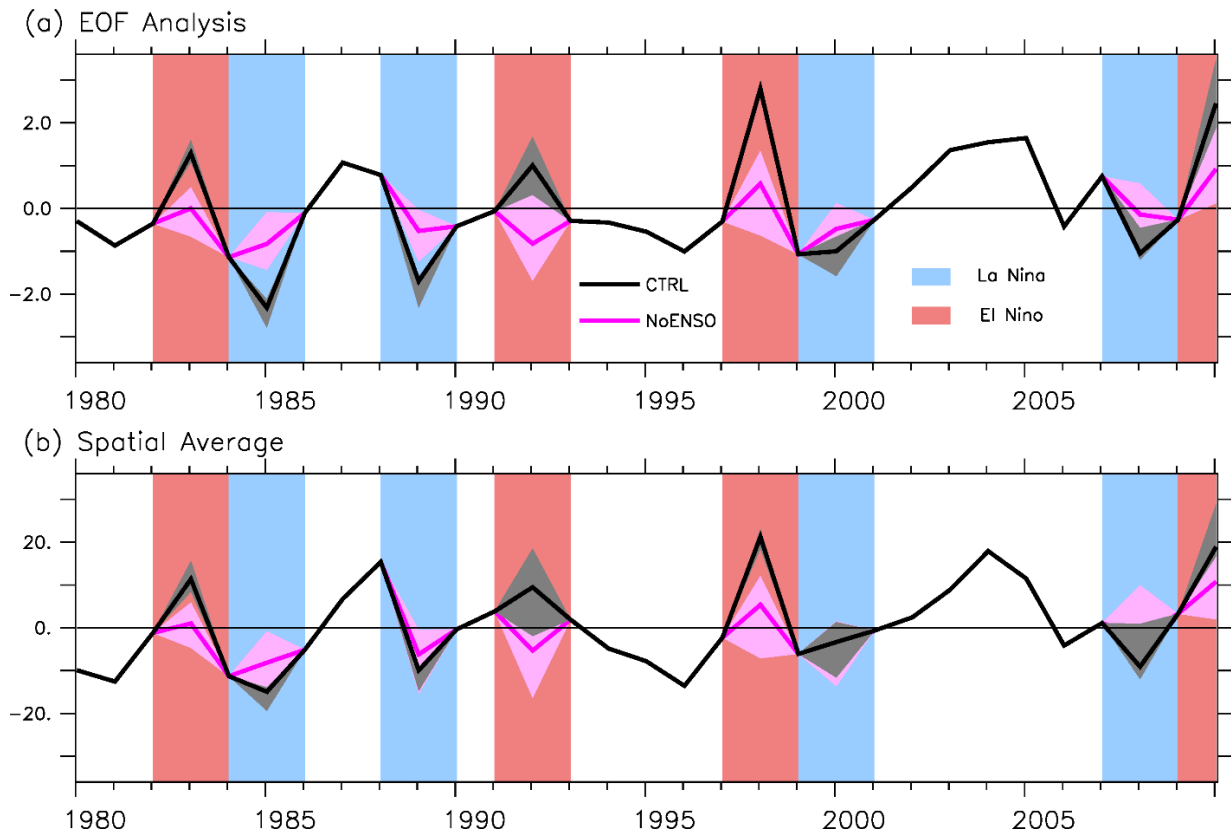 (a) EOF Analysis
2.0
0.0
-2.0
CTRL
NoENSO
La Nina
El Nino
1980 1985 1990 1995 2000 2005
(b) Spatial Average
20.
0.
-20.
1980 1985 1990 1995 2000 2005